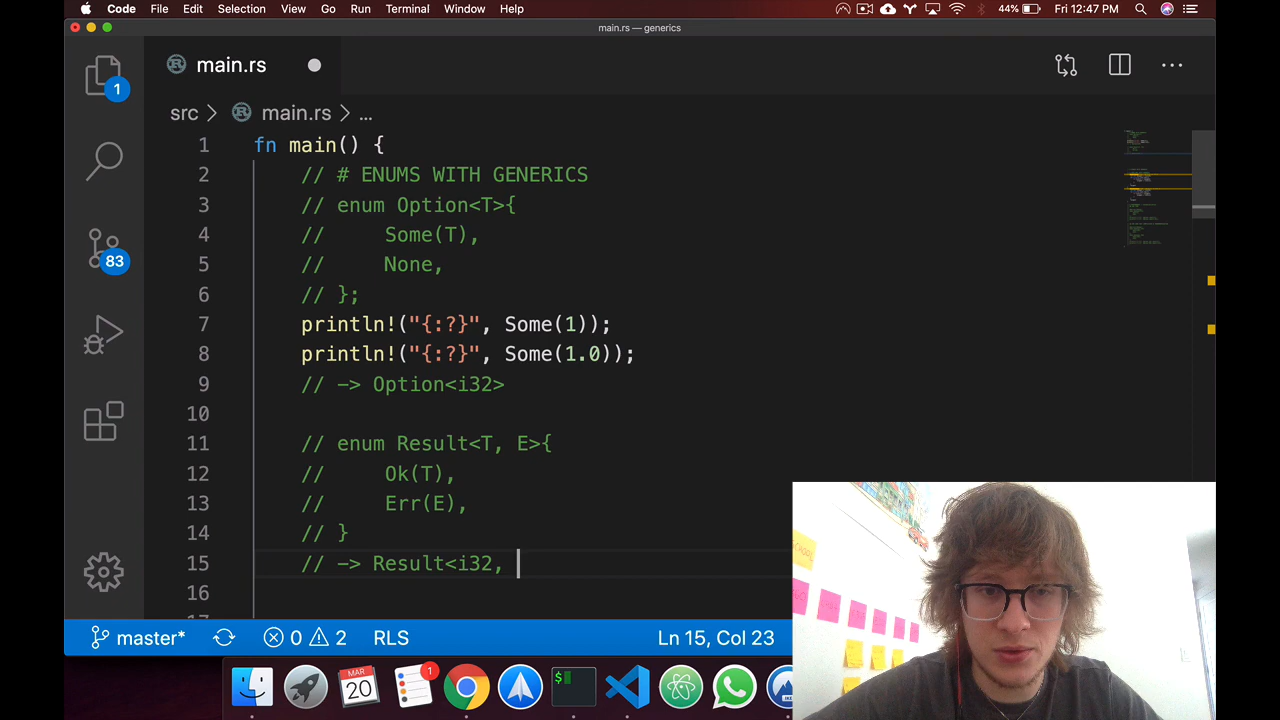 Code File Edit Selection View Go Run Terminal Window Help 44% Fri 12:47 PM
main.rs — generics
main.rs
1
src > main.rs > ...
1 fn main() {
2 // # ENUMS WITH GENERICS
3 // enum Option<T>{
4 // Some(T),
5 // None,
6 // };
7 println!("{:?}", Some(1));
8 println!("{:?}", Some(1.0));
9 // -> Option<i32>
10
11 // enum Result<T, E>{
12 // Ok(T),
13 // Err(E),
14 // }
15 // -> Result<i32,
16
83
master* 0 2 RLS Ln 15, Col 23
MAR
20
1
$